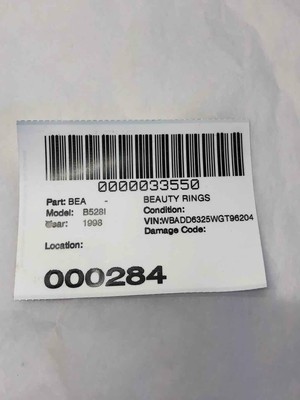 0000033550
Part: BEA - BEAUTY RINGS
Model: B528I Condition:
Year: 1998 VIN:WBADD6325WGT96204
Damage Code:
Location:
000284